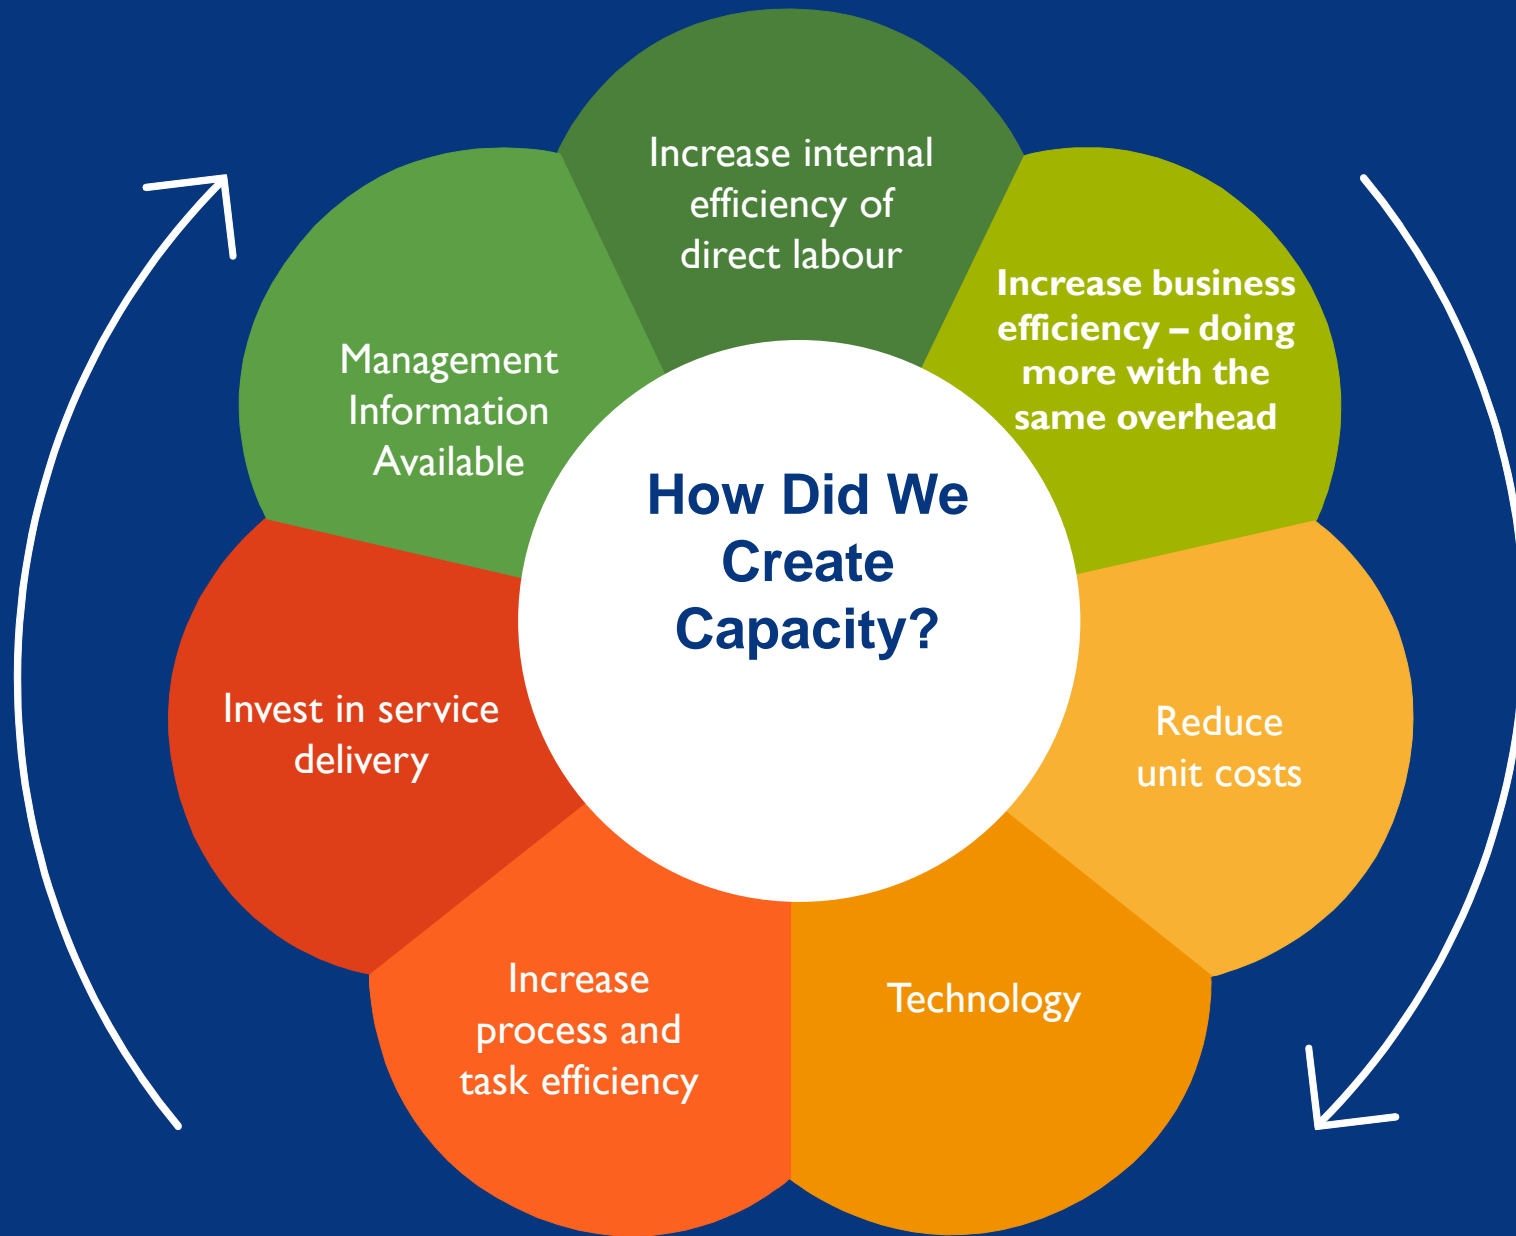 Increase internal
efficiency of
direct labour
Increase business
efficiency – doing
more with the
same overhead
Reduce
unit costs
Technology
Increase
process and
task efficiency
Invest in service
delivery
Management
Information
Available
How Did We
Create
Capacity?